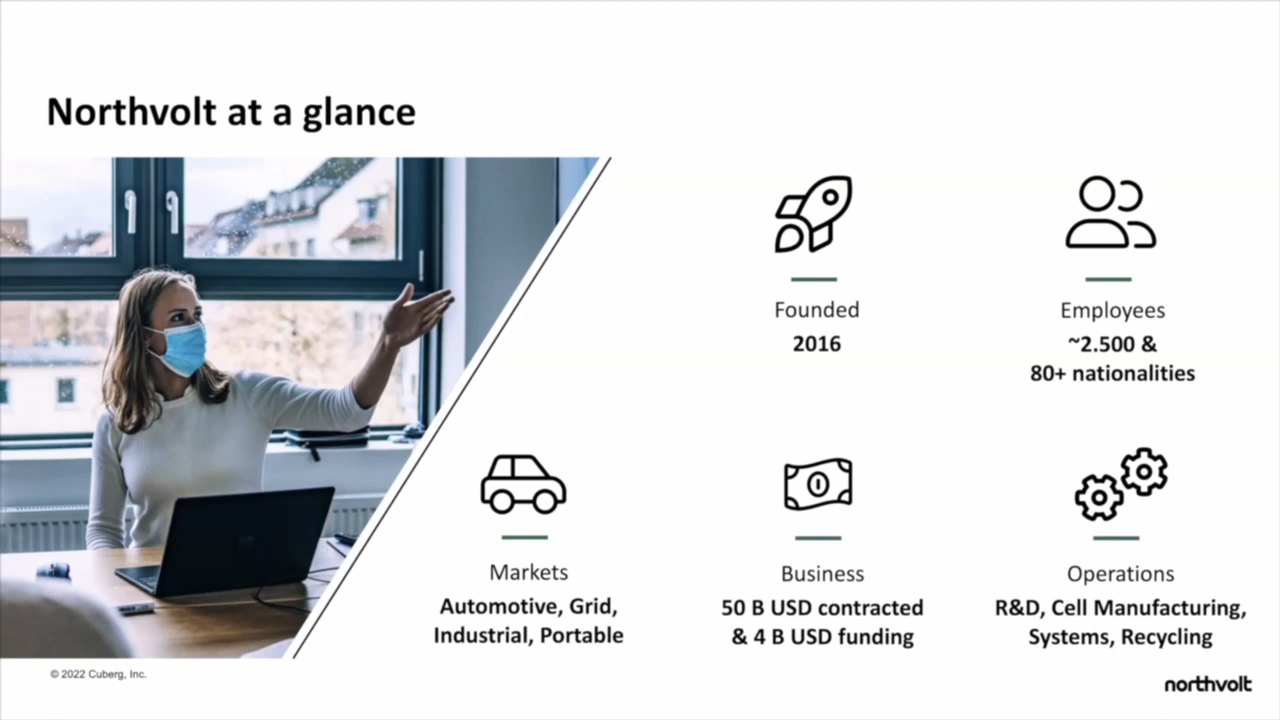 Northvolt at a glance
Founded
2016
Employees
~2.500 &
80+ nationalities
Markets
Automotive, Grid,
Industrial, Portable
Business
50 B USD contracted
& 4 B USD funding
Operations
R&D, Cell Manufacturing,
Systems, Recycling
© 2022 Cuberg, Inc.
northvolt